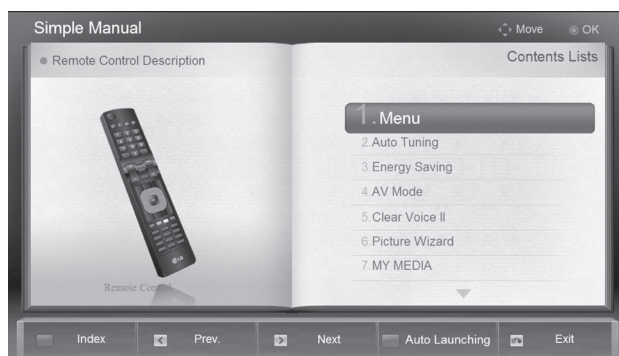 Simple Manual
Move OK
Remote Control Description
LG
Remote Control
Contents Lists
1. Menu
2. Auto Tuning
3. Energy Saving
4. AV Mode
5. Clear Voice II
6. Picture Wizard
7. MY MEDIA
Index Prev. Next Auto Launching Exit